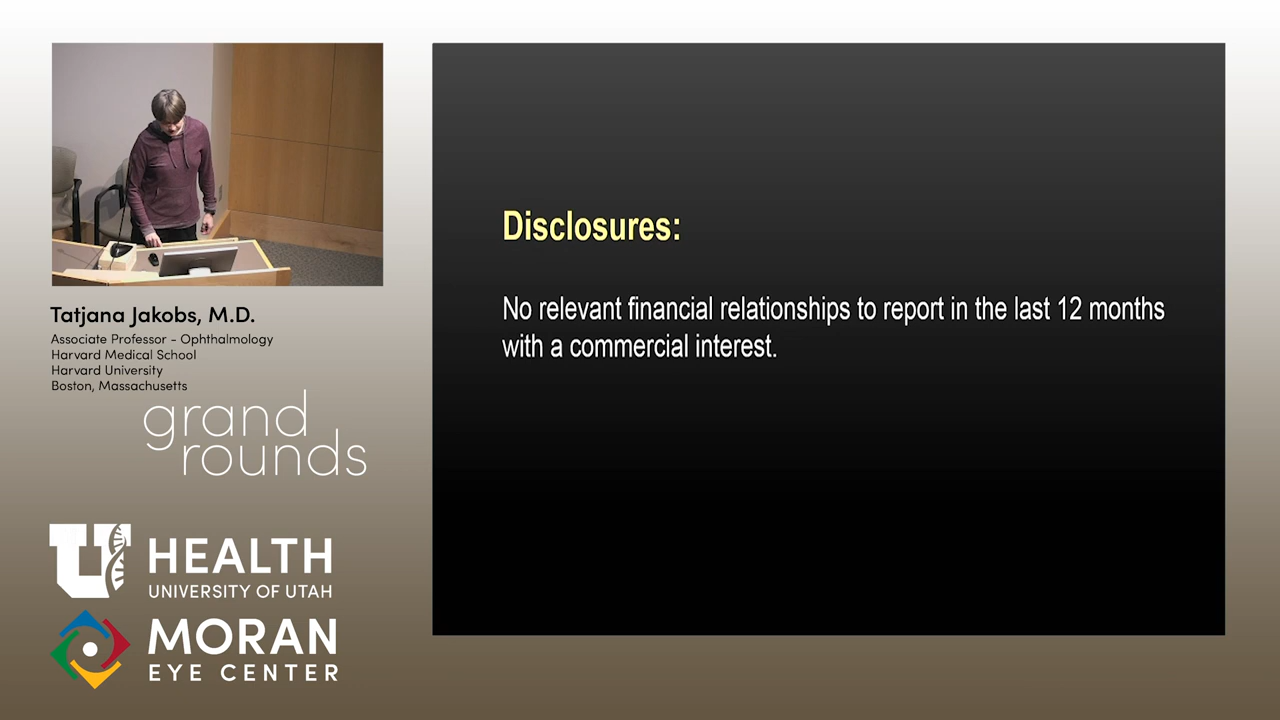 Tatjana Jakobs, M.D.
Associate Professor - Ophthalmology
Harvard Medical School
Harvard University
Boston, Massachusetts
grand
rounds
U HEALTH
UNIVERSITY OF UTAH
MORAN
EYE CENTER
Disclosures:
No relevant financial relationships to report in the last 12 months
with a commercial interest.